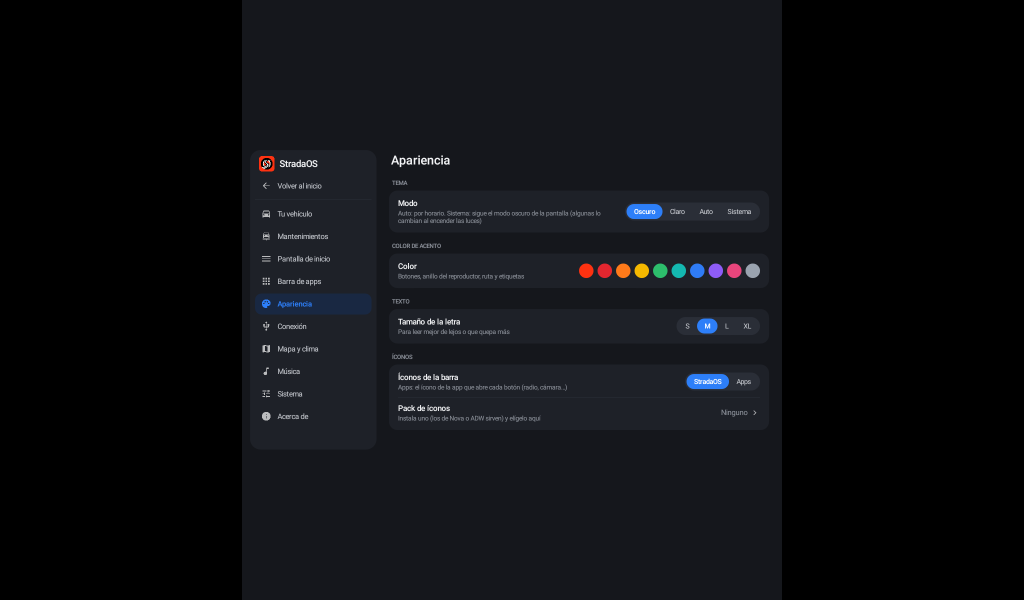 StradaOS
Volver al inicio
Tu vehículo
Mantenimientos
Pantalla de inicio
Barra de apps
Apariencia
Conexión
Mapa y clima
Música
Sistema
Acerca de
Apariencia
TEMA
Modo
Auto: por horario. Sistema: sigue el modo oscuro de la pantalla (algunas lo
cambian al encender las luces)
Oscuro Claro Auto Sistema
COLOR DE ACENTO
Color
Botones, anillo del reproductor, ruta y etiquetas
TEXTO
Tamaño de la letra
Para leer mejor de lejos o que quepa más
S M L XL
ÍCONOS
Íconos de la barra
Apps: el ícono de la app que abre cada botón (radio, cámara...)
StradaOS Apps
Pack de íconos
Instala uno (los de Nova o ADW sirven) y elígelo aquí
Ninguno